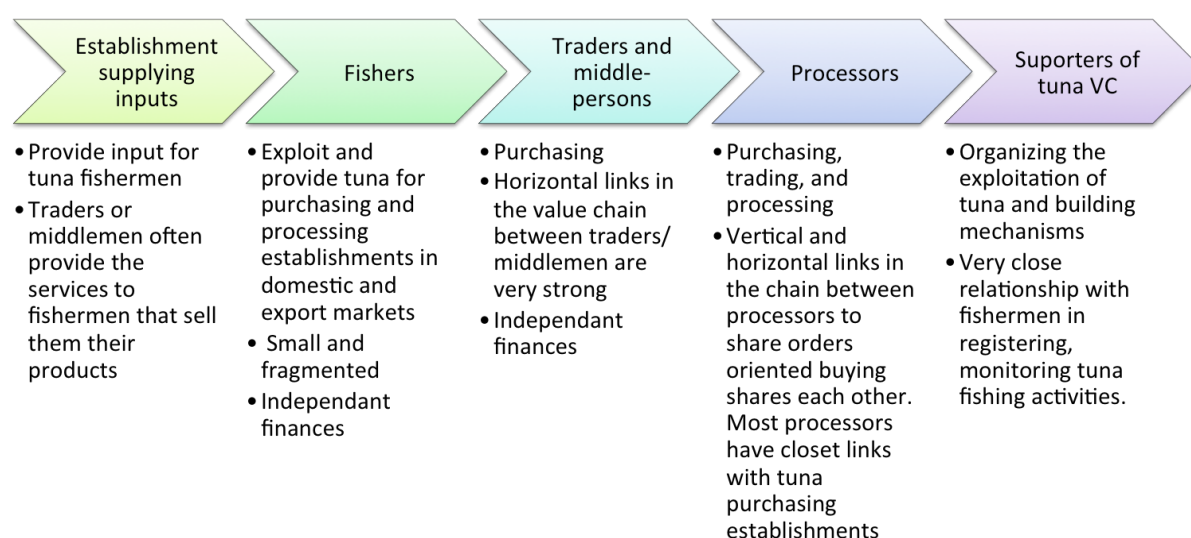 Establishment
supplying
inputs
Fishers
Traders and
middle-
persons
Processors
Suporters of
tuna VC
•Provide input for
tuna fishermen
•Traders or
middlemen often
provide the
services to
fishermen that sell
them their
products
•Exploit and
provide tuna for
purchasing and
processing
establishments in
domestic and
export markets
• Small and
fragmented
•Independant
finances
•Purchasing
•Horizontal links in
the value chain
between traders/
middlemen are
very strong
•Independant
finances
•Purchasing,
trading, and
processing
•Vertical and
horizontal links in
the chain between
processors to
share orders
oriented buying
shares each other.
Most processors
have closet links
with tuna
purchasing
establishments
•Organizing the
exploitation of
tuna and building
mechanisms
•Very close
relationship with
fishermen in
registering,
monitoring tuna
fishing activities.